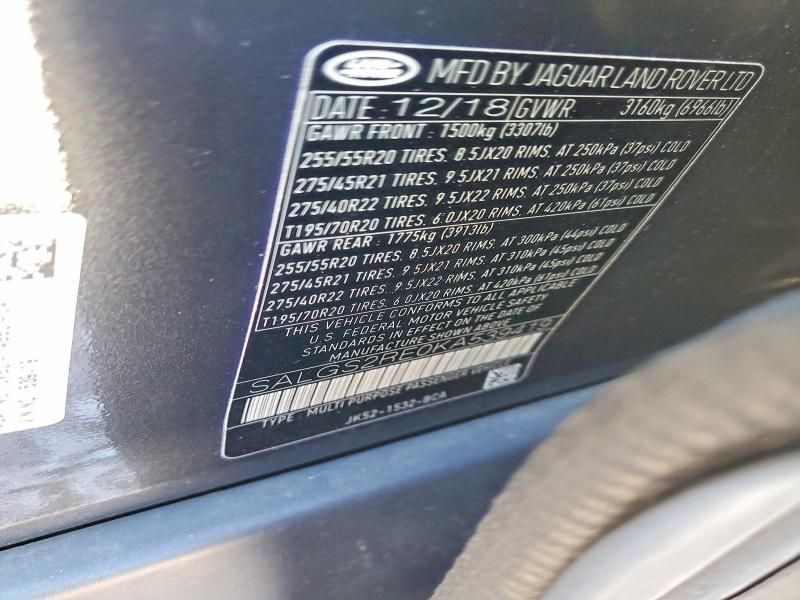 LAND ROVER
MFD BY JAGUAR LAND ROVER LTD
DATE: 12/18 GVWR: 3160kg (6966lb)
GAWR FRONT : 1500kg (3307lb)
255/55R20 TIRES. 8.5JX20 RIMS. AT 250kPa (37psi) COLD
275/45R21 TIRES. 9.5JX21 RIMS. AT 250kPa (37psi) COLD
275/40R22 TIRES. 9.5JX22 RIMS. AT 250kPa (37psi) COLD
T195/70R20 TIRES. 6.0JX20 RIMS. AT 420kPa (61psi) COLD
GAWR REAR : 1775kg (3913lb)
255/55R20 TIRES. 8.5JX20 RIMS. AT 300kPa (44psi) COLD
275/45R21 TIRES. 9.5JX21 RIMS. AT 310kPa (45psi) COLD
275/40R22 TIRES. 9.5JX22 RIMS. AT 310kPa (45psi) COLD
T195/70R20 TIRES. 6.0JX20 RIMS. AT 420kPa (61psi) COLD
THIS VEHICLE CONFORMS TO ALL APPLICABLE
U.S. FEDERAL MOTOR VEHICLE SAFETY
STANDARDS IN EFFECT ON THE DATE OF
MANUFACTURE SHOWN ABOVE.
SALGS2RE0KA539419
TYPE : MULTI PURPOSE PASSENGER VEHICLE
JK52-1532-BCA